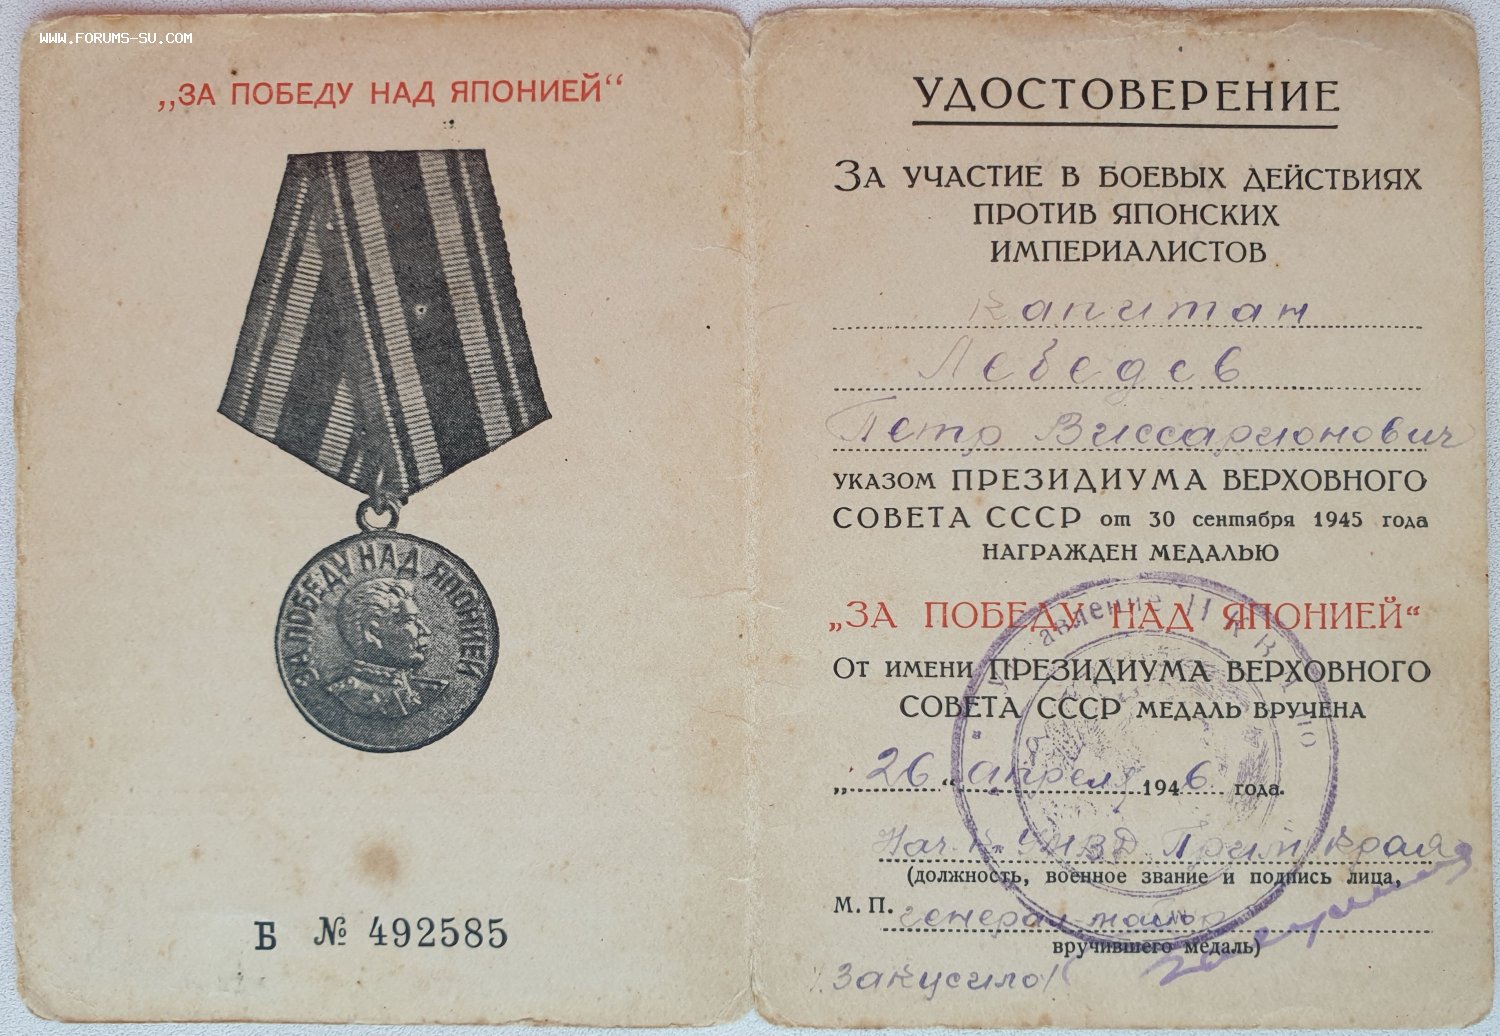 WWW.FORUMS-SU.COM
„ЗА ПОБЕДУ НАД ЯПОНИЕЙ“
ЗА ПОБЕДУ НАД ЯПОНИЕЙ
Б № 492585
УДОСТОВЕРЕНИЕ
За участие в боевых действиях
против японских
империалистов
Капитан
Лебедев
Петр Виссарионович
указом ПРЕЗИДИУМА ВЕРХОВНОГО
СОВЕТА СССР от 30 сентября 1945 года
награжден медалью
„ЗА ПОБЕДУ НАД ЯПОНИЕЙ“
От имени ПРЕЗИДИУМА ВЕРХОВНОГО
СОВЕТА СССР медаль вручена
„26“ апреля 1946 года.
Нач. УМВД Прим края
(должность, военное звание и подпись лица,
М. П. генерал-майор
вручившего медаль)